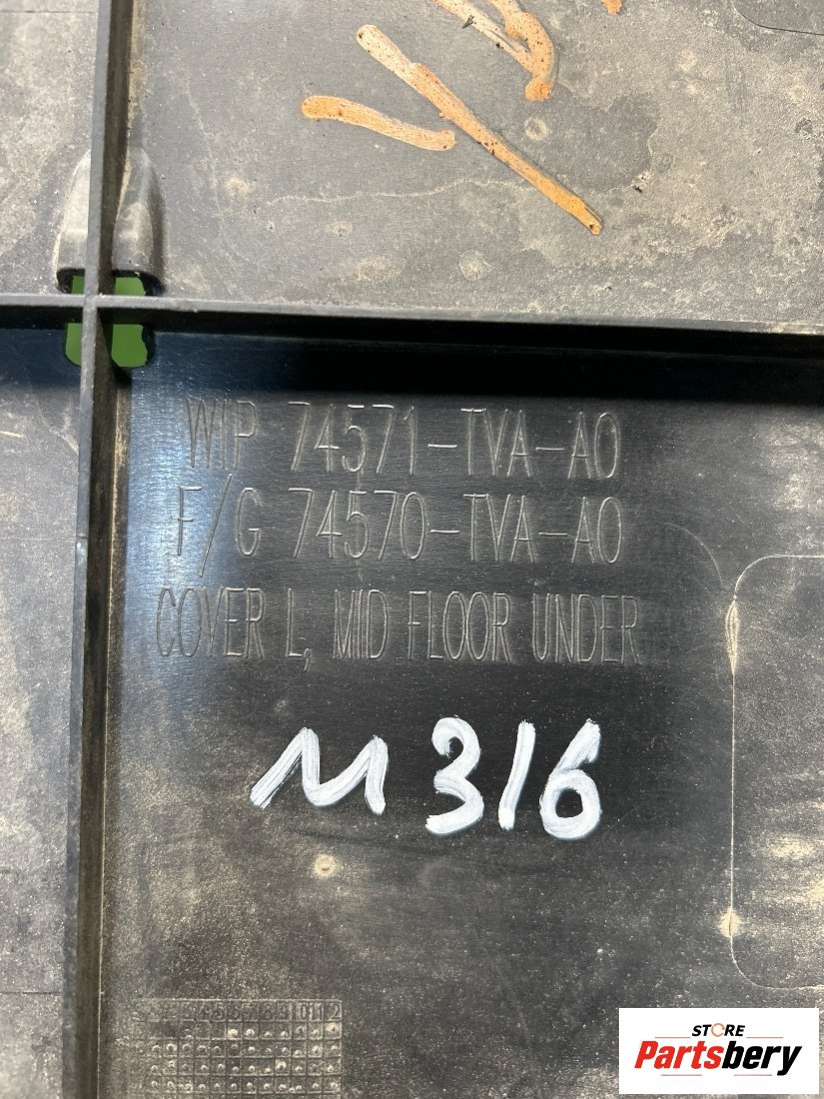 WIP 74571-TVA-A0
F/G 74570-TVA-A0
COVER L, MID FLOOR UNDER
M316
STORE
Partsbery